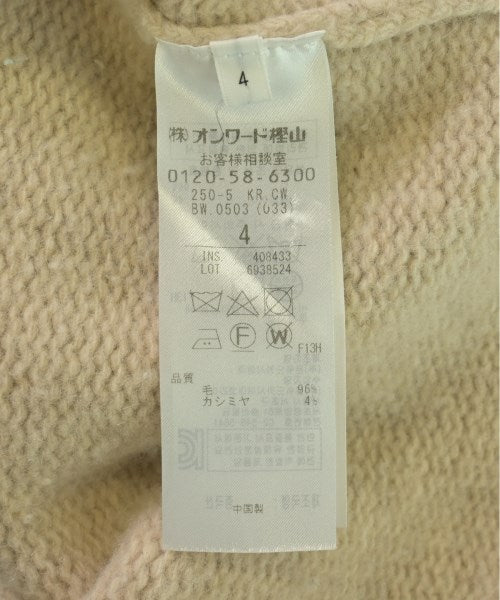 4
(株)オンワード樫山
お客様相談室
0120-58-6300
250-5 KR.CW.
BW.0503 (033)
4
INS 408433
LOT 6938524
F
W
F13H
品質
毛 96%
カシミヤ 4%
中国製